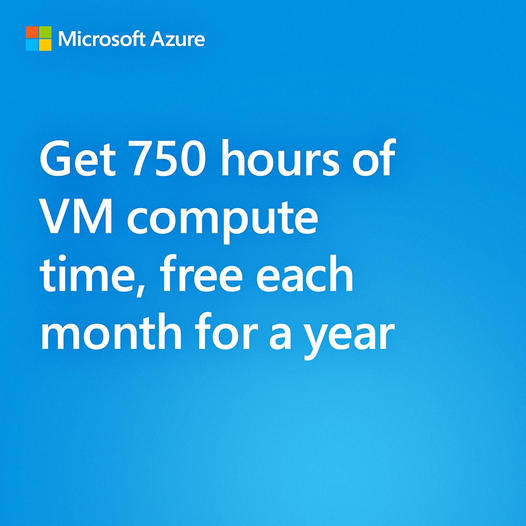 Microsoft Azure
Get 750 hours of
VM compute
time, free each
month for a year